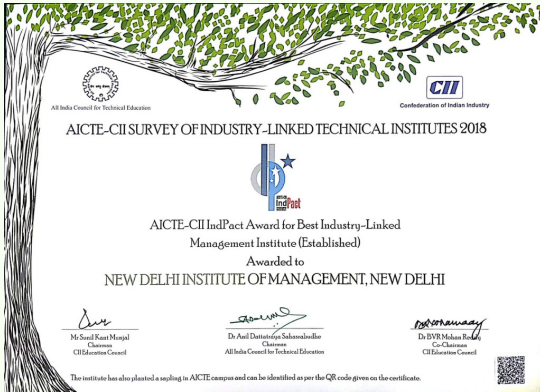 All India Council for Technical Education
CII
Confederation of Indian Industry
AICTE-CII SURVEY OF INDUSTRY-LINKED TECHNICAL INSTITUTES 2018
IndPact
AICTE-CII IndPact Award for Best Industry-Linked
Management Institute (Established)
Awarded to
NEW DELHI INSTITUTE OF MANAGEMENT, NEW DELHI
Mr Sunil Kant Munjal
Chairman
CII Education Council
Dr Anil Dattatraya Sahasrabudhe
Chairman
All India Council for Technical Education
Dr BVR Mohan Reddy
Co-Chairman
CII Education Council
The institute has also planted a sapling in AICTE campus and can be identified as per the QR code given on the certificate.